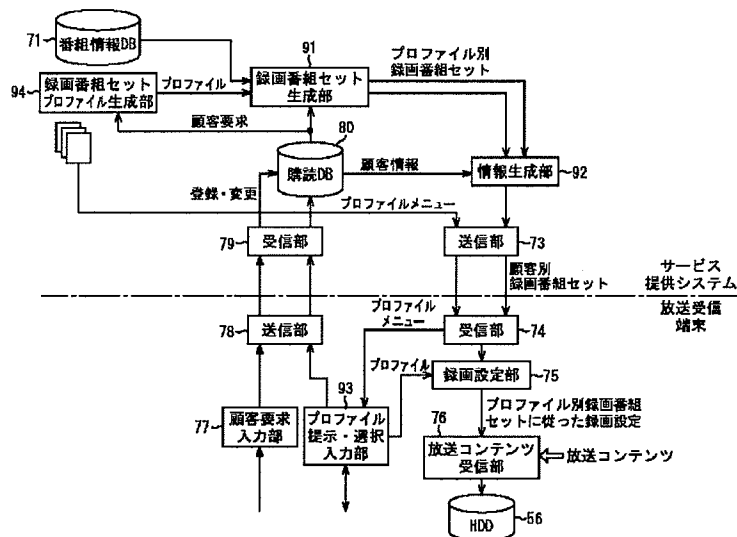 71
番組情報DB
91
録画番組セット
生成部
プロファイル別
録画番組セット
94
録画番組セット
プロファイル生成部
プロファイル
顧客要求
80
購読DB
顧客情報
情報生成部
92
登録・変更
プロファイルメニュー
79
受信部
送信部
73
顧客別
録画番組セット
サービス
提供システム
放送受信
端末
78
送信部
プロファイル
メニュー
受信部
74
プロファイル
録画設定部
75
77
顧客要求
入力部
93
プロファイル
提示・選択
入力部
プロファイル別録画番組
セットに従った録画設定
76
放送コンテンツ
受信部
放送コンテンツ
HDD
56